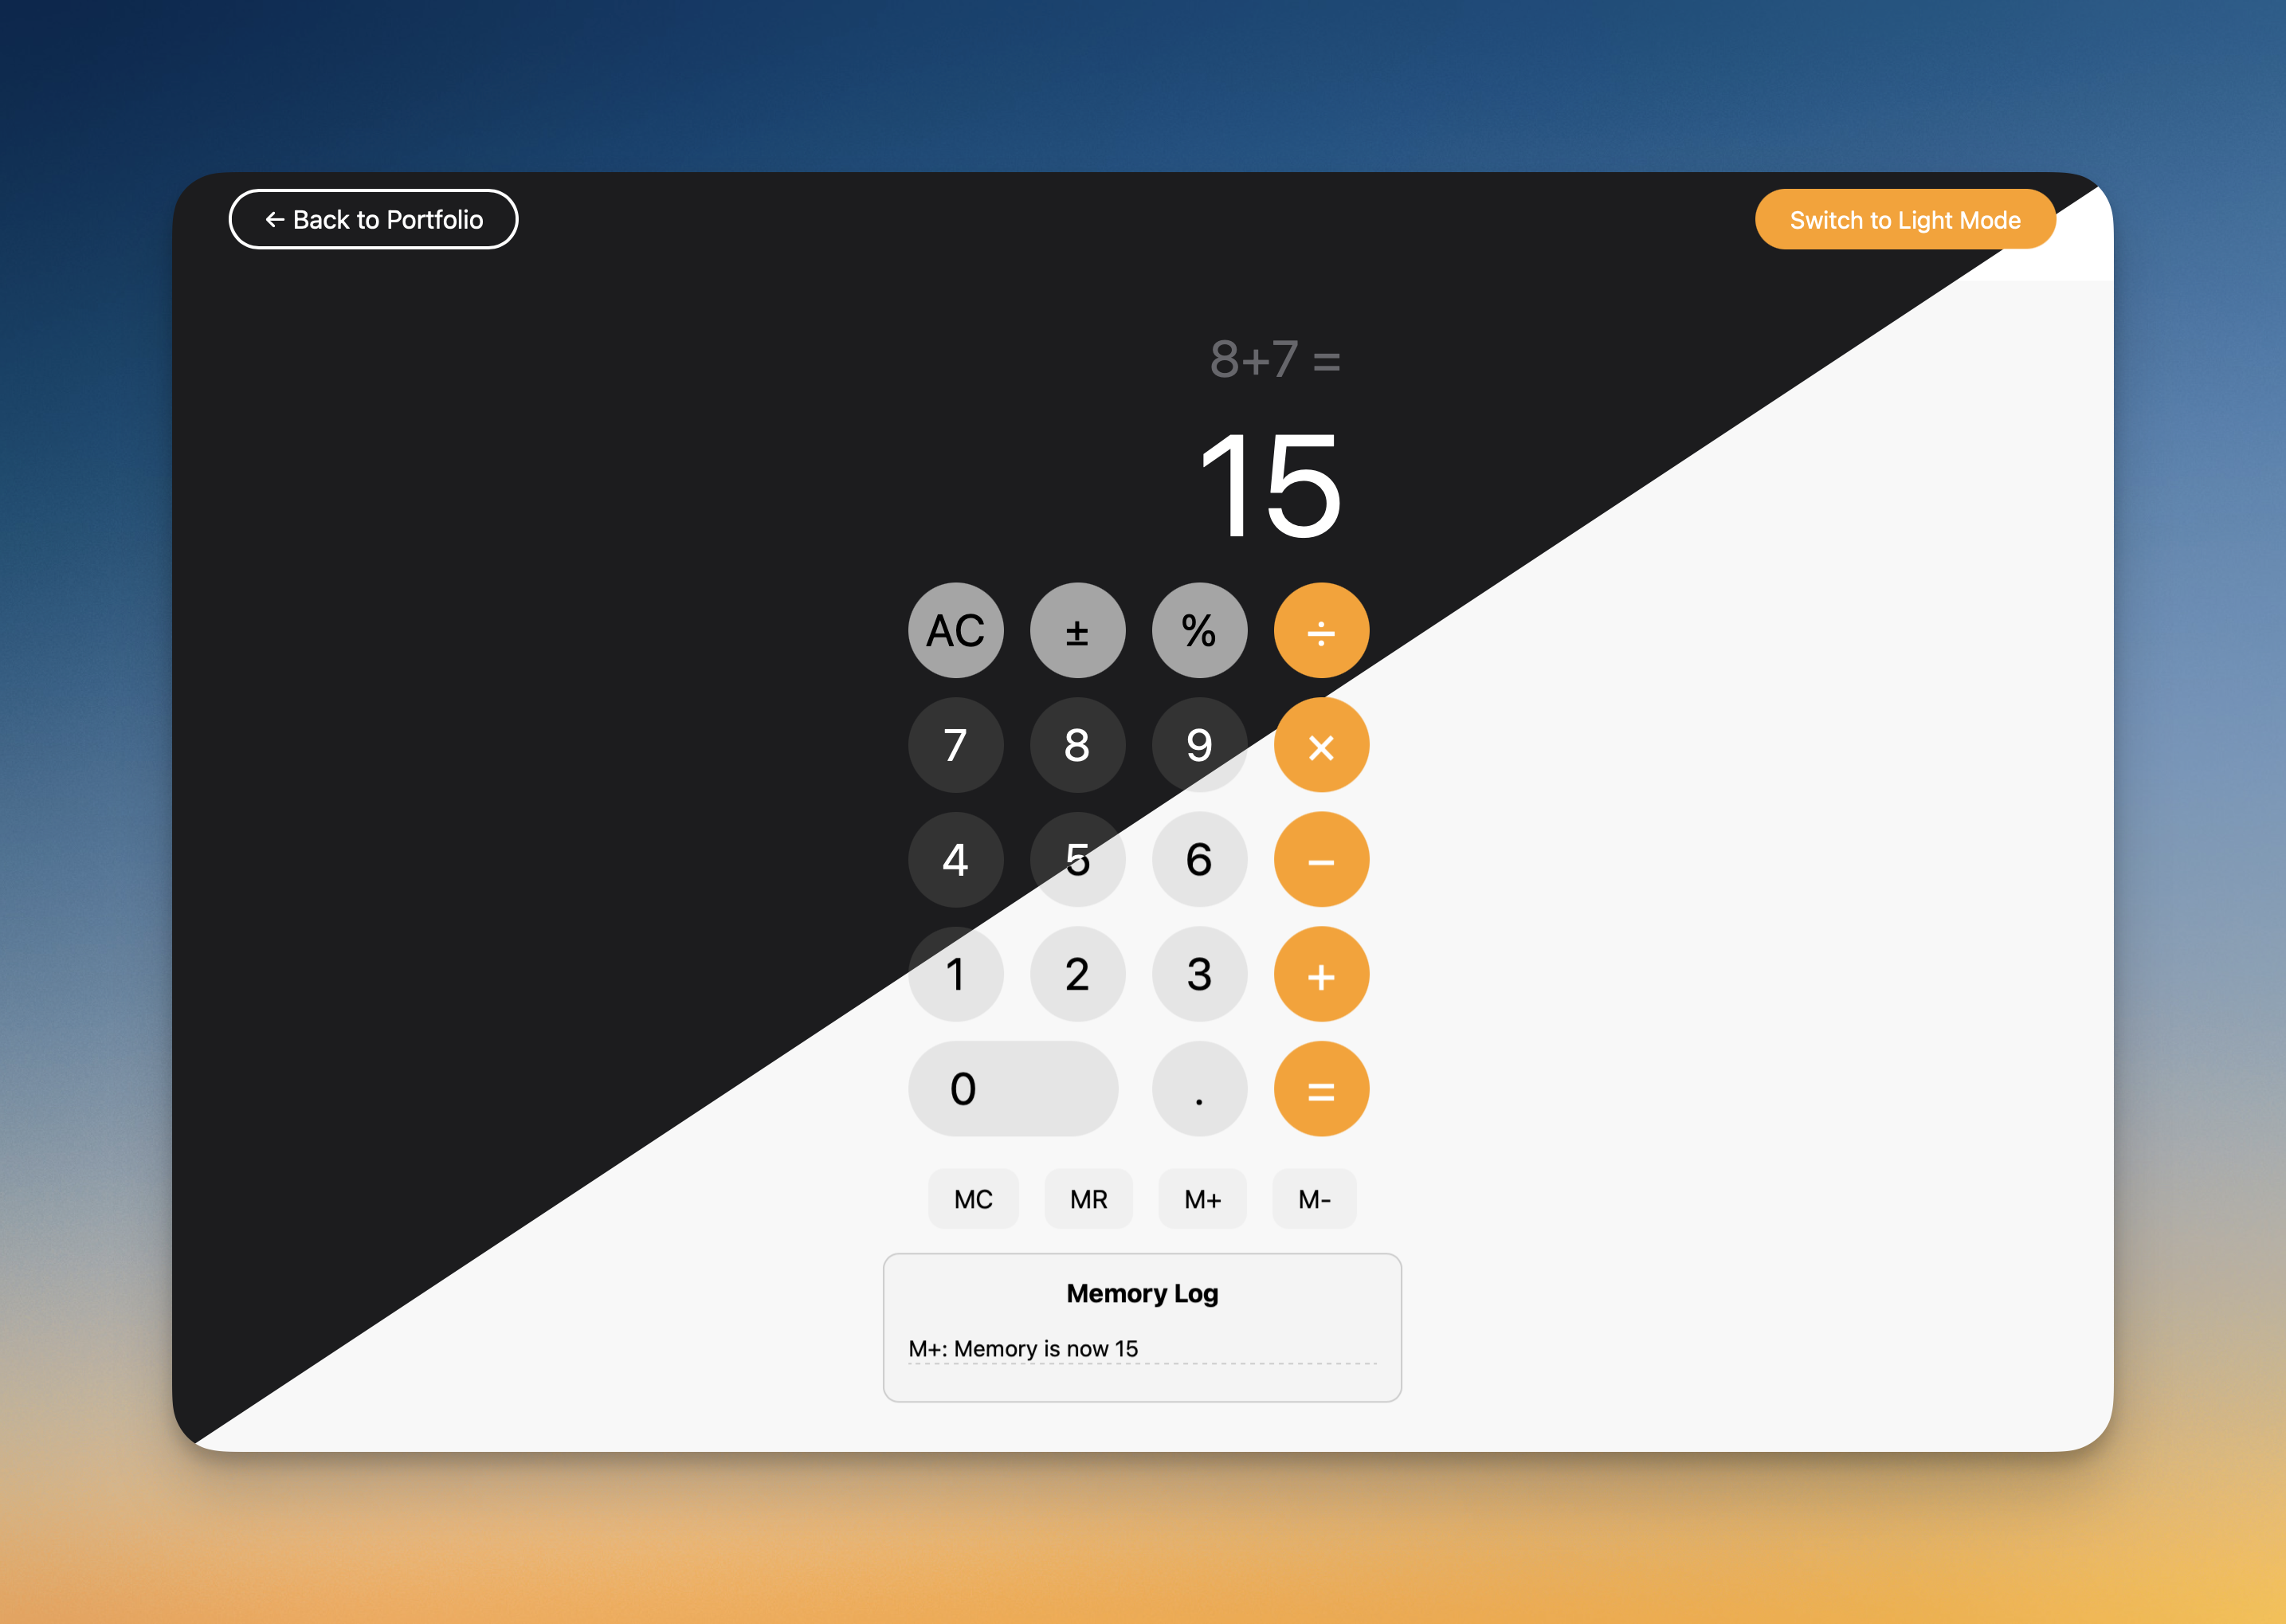 ← Back to Portfolio
Switch to Light Mode
8+7 =
15
AC ± % ÷
7 8 9 ×
4 5 6 −
1 2 3 +
0 . =
MC MR M+ M-
Memory Log
M+: Memory is now 15